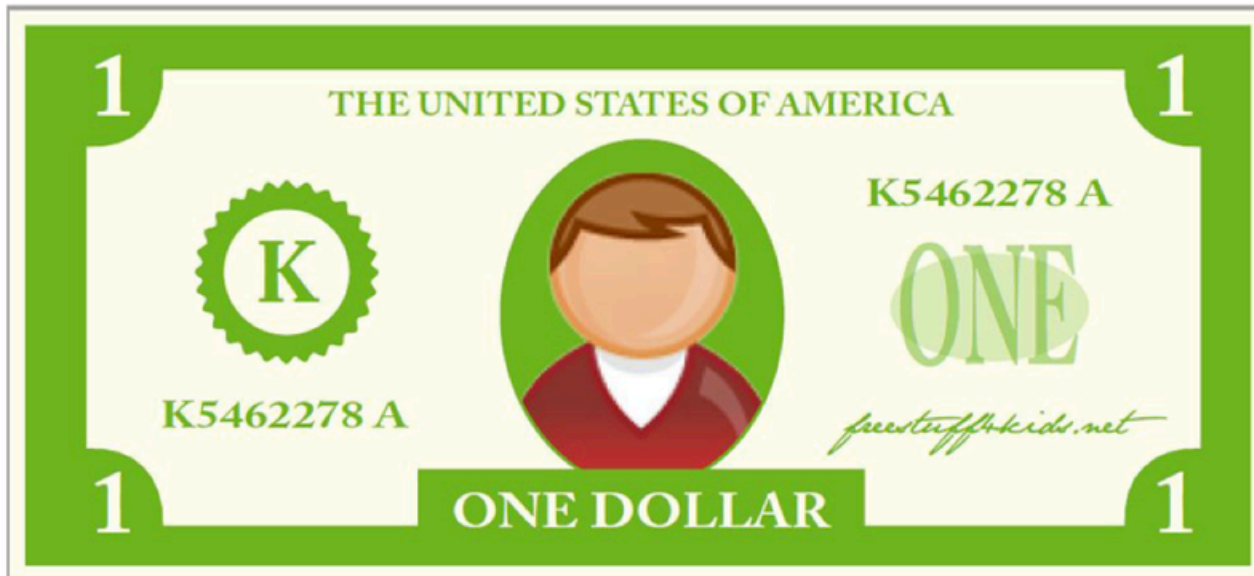 1
1
THE UNITED STATES OF AMERICA
K5462278 A
K
ONE
K5462278 A
freestuff4kids.net
1
ONE DOLLAR
1